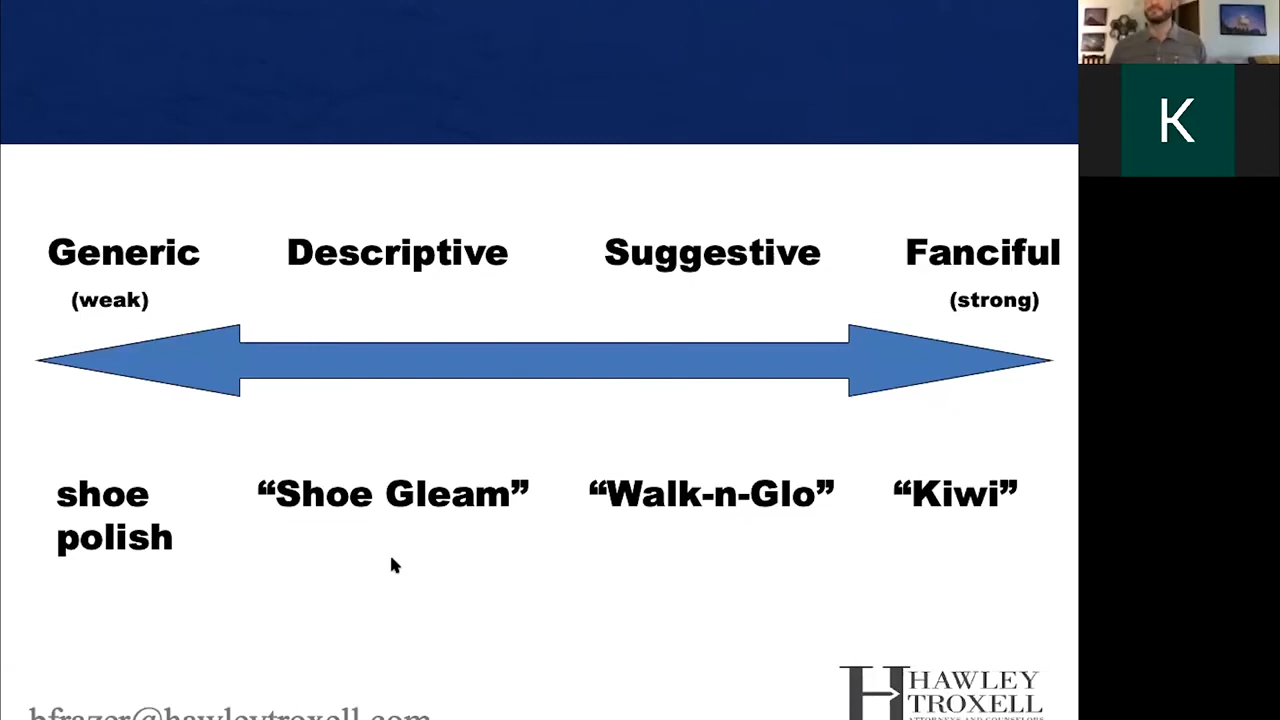 Generic Descriptive Suggestive Fanciful
(weak) (strong)
shoe “Shoe Gleam” “Walk-n-Glo” “Kiwi”
polish
HAWLEY
TROXELL
ATTORNEYS AND COUNSELORS
bfrazer@hawleytroxell.com
K